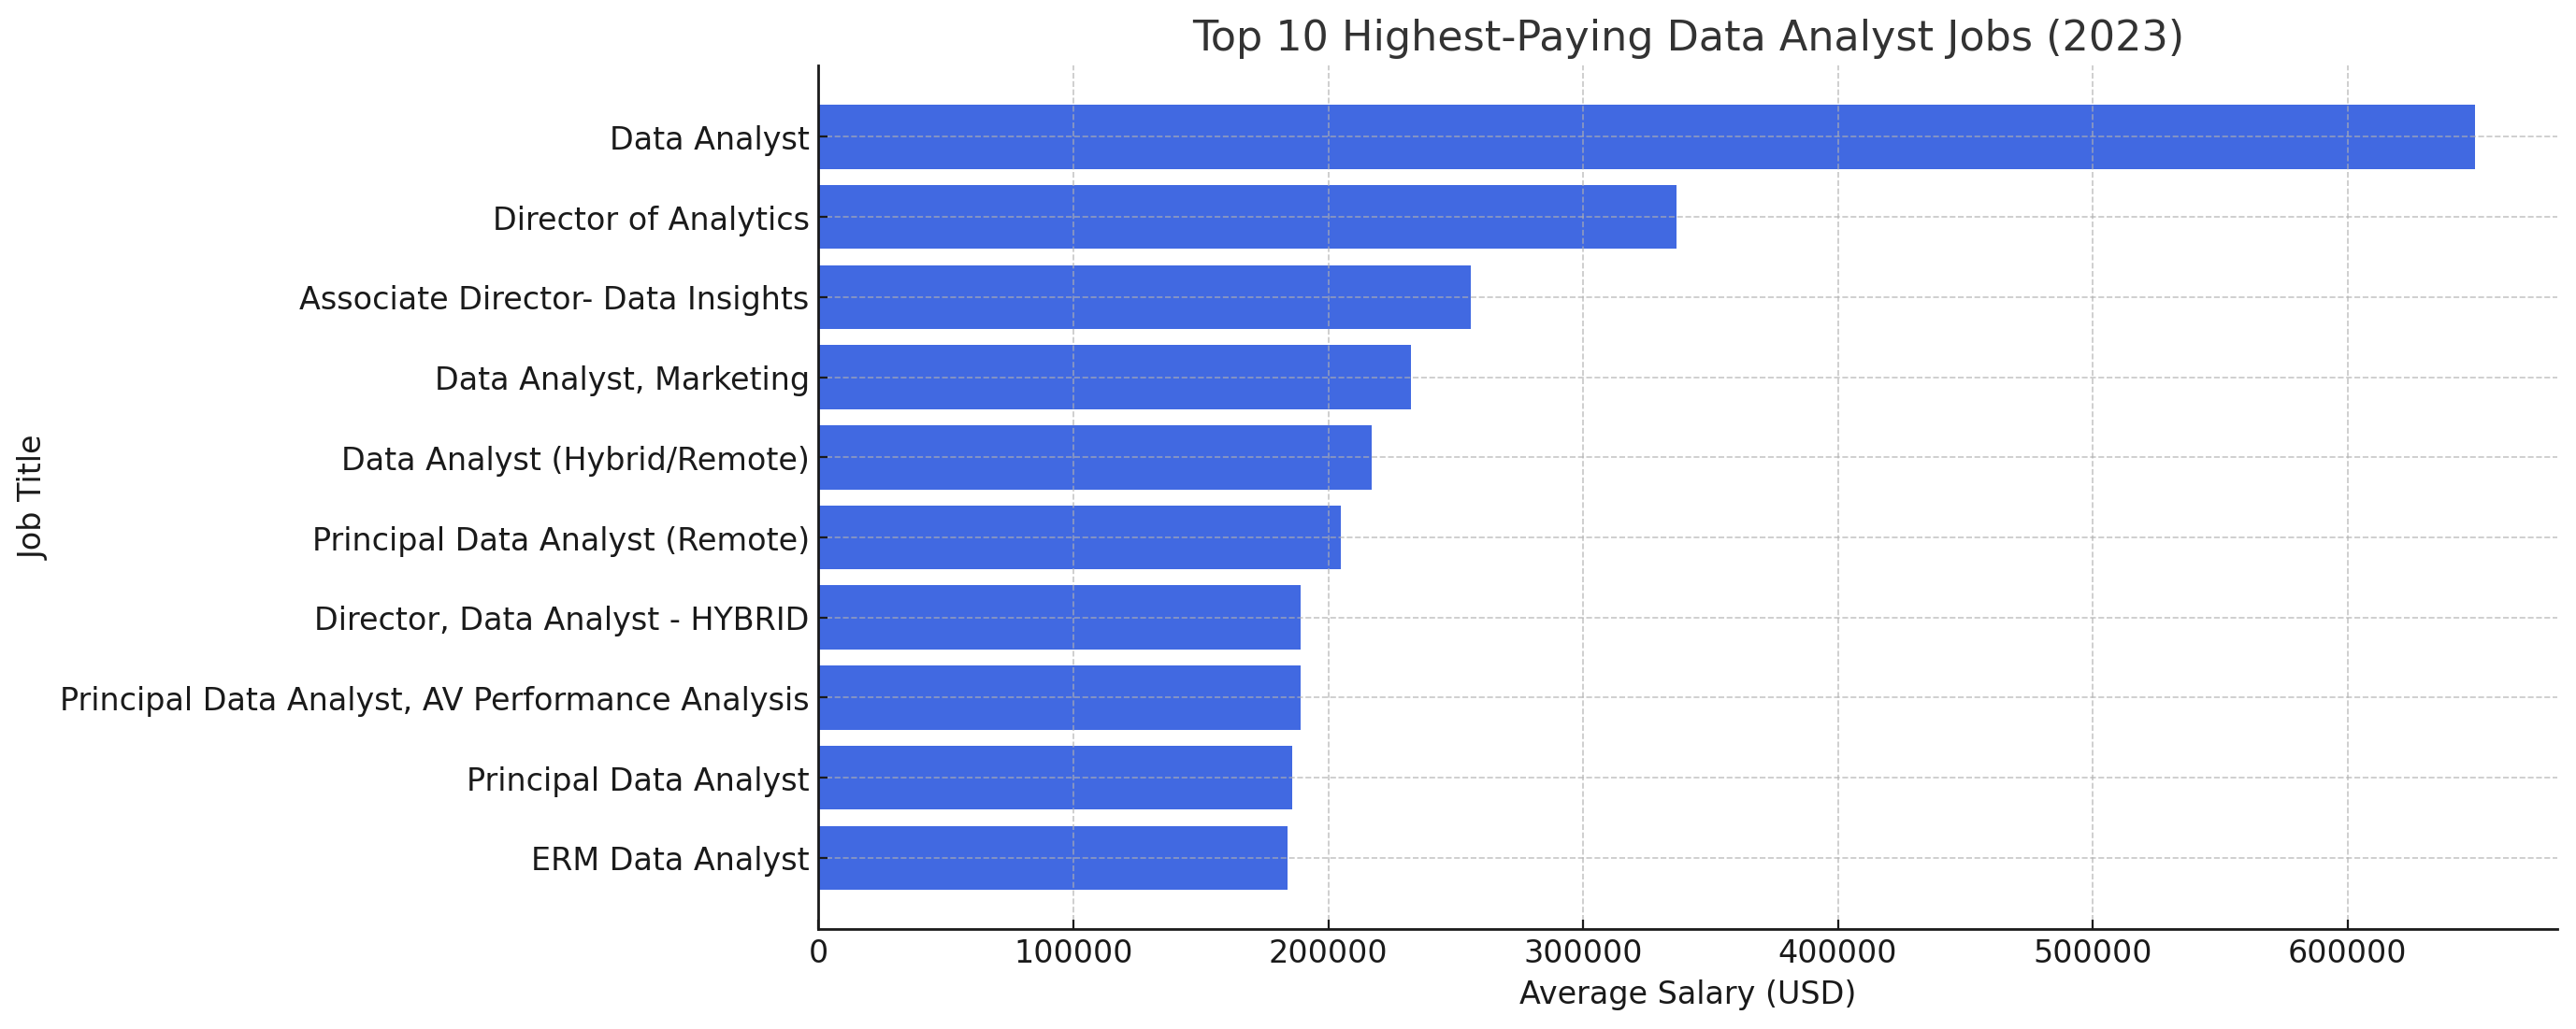 Top 10 Highest-Paying Data Analyst Jobs (2023)
Job Title
Data Analyst
Director of Analytics
Associate Director- Data Insights
Data Analyst, Marketing
Data Analyst (Hybrid/Remote)
Principal Data Analyst (Remote)
Director, Data Analyst - HYBRID
Principal Data Analyst, AV Performance Analysis
Principal Data Analyst
ERM Data Analyst
0 100000 200000 300000 400000 500000 600000
Average Salary (USD)